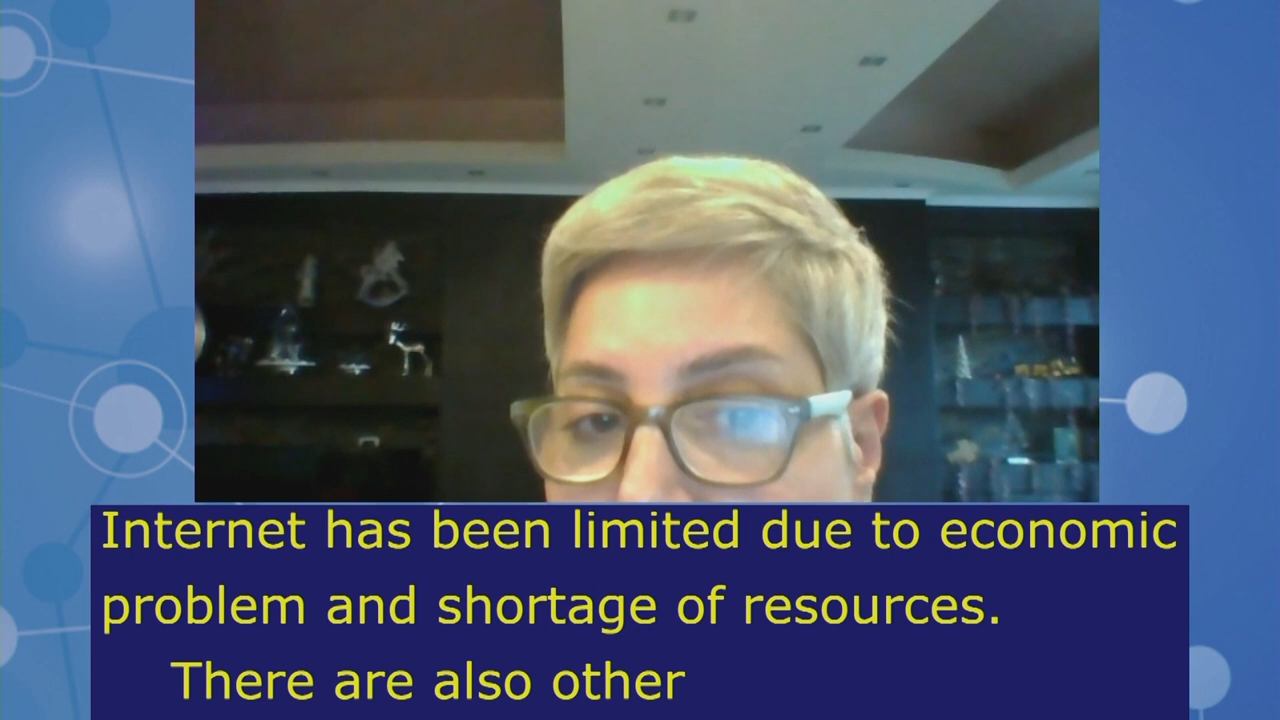 Internet has been limited due to economic
problem and shortage of resources.
There are also other